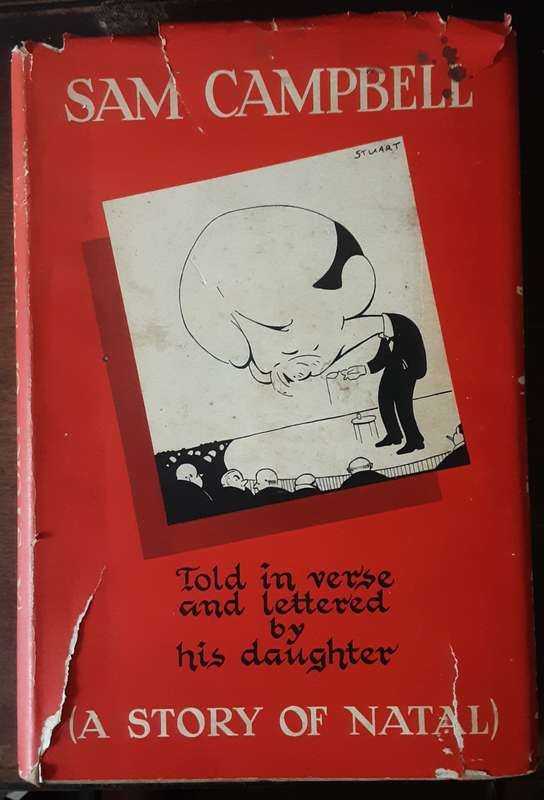 SAM CAMPBELL
STUART
Told in verse
and lettered
by
his daughter
(A STORY OF NATAL)